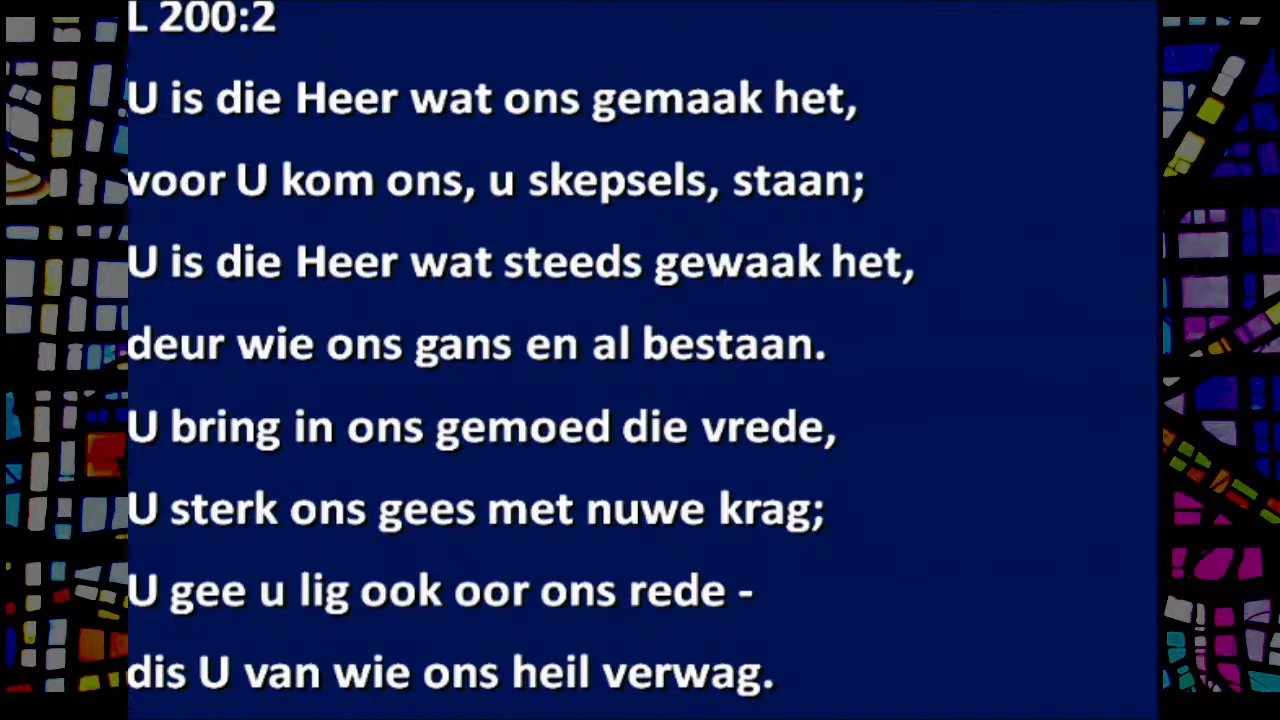 L 200:2
U is die Heer wat ons gemaak het,
voor U kom ons, u skepsels, staan;
U is die Heer wat steeds gewaak het,
deur wie ons gans en al bestaan.
U bring in ons gemoed die vrede,
U sterk ons gees met nuwe krag;
U gee u lig ook oor ons rede -
dis U van wie ons heil verwag.